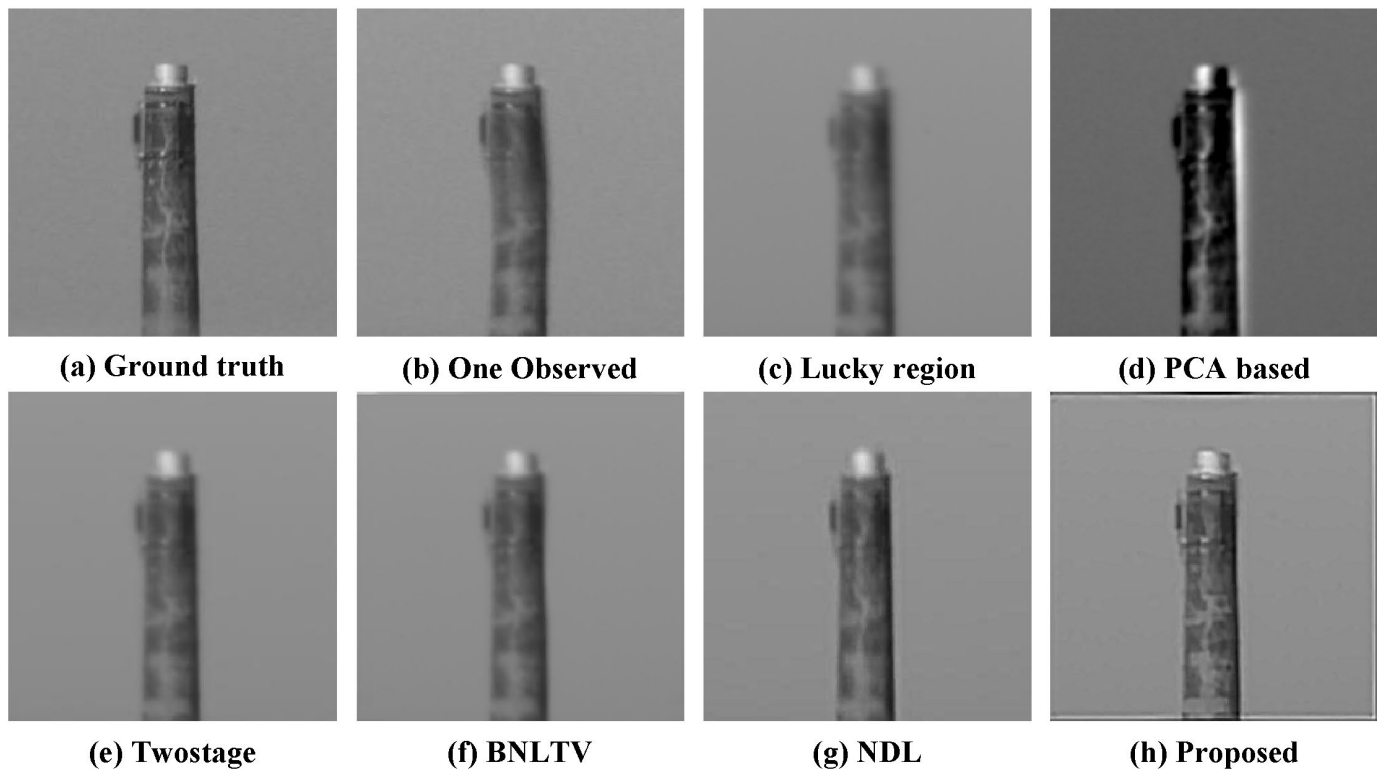 (a) Ground truth
(b) One Observed
(c) Lucky region
(d) PCA based
(e) Twostage
(f) BNLTV
(g) NDL
(h) Proposed